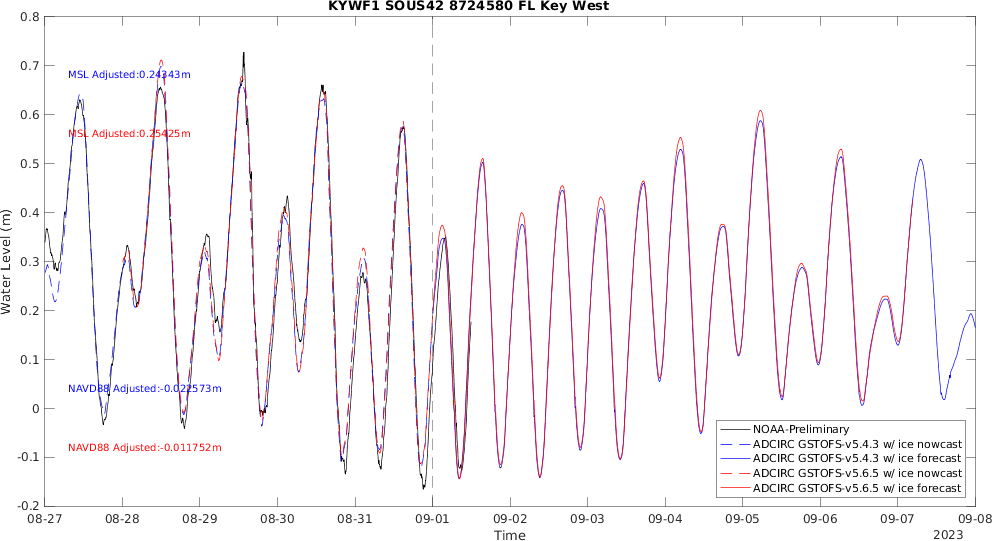 KYWF1 SOUS42 8724580 FL Key West
0.8
0.7
0.6
0.5
0.4
0.3
0.2
0.1
0
-0.1
-0.2
Water Level (m)
MSL Adjusted:0.24343m
MSL Adjusted:0.25425m
NAVD88 Adjusted:-0.022573m
NAVD88 Adjusted:-0.011752m
NOAA-Preliminary
ADCIRC GSTOFS-v5.4.3 w/ ice nowcast
ADCIRC GSTOFS-v5.4.3 w/ ice forecast
ADCIRC GSTOFS-v5.6.5 w/ ice nowcast
ADCIRC GSTOFS-v5.6.5 w/ ice forecast
08-27 08-28 08-29 08-30 08-31 09-01 09-02 09-03 09-04 09-05 09-06 09-07 09-08
Time
2023